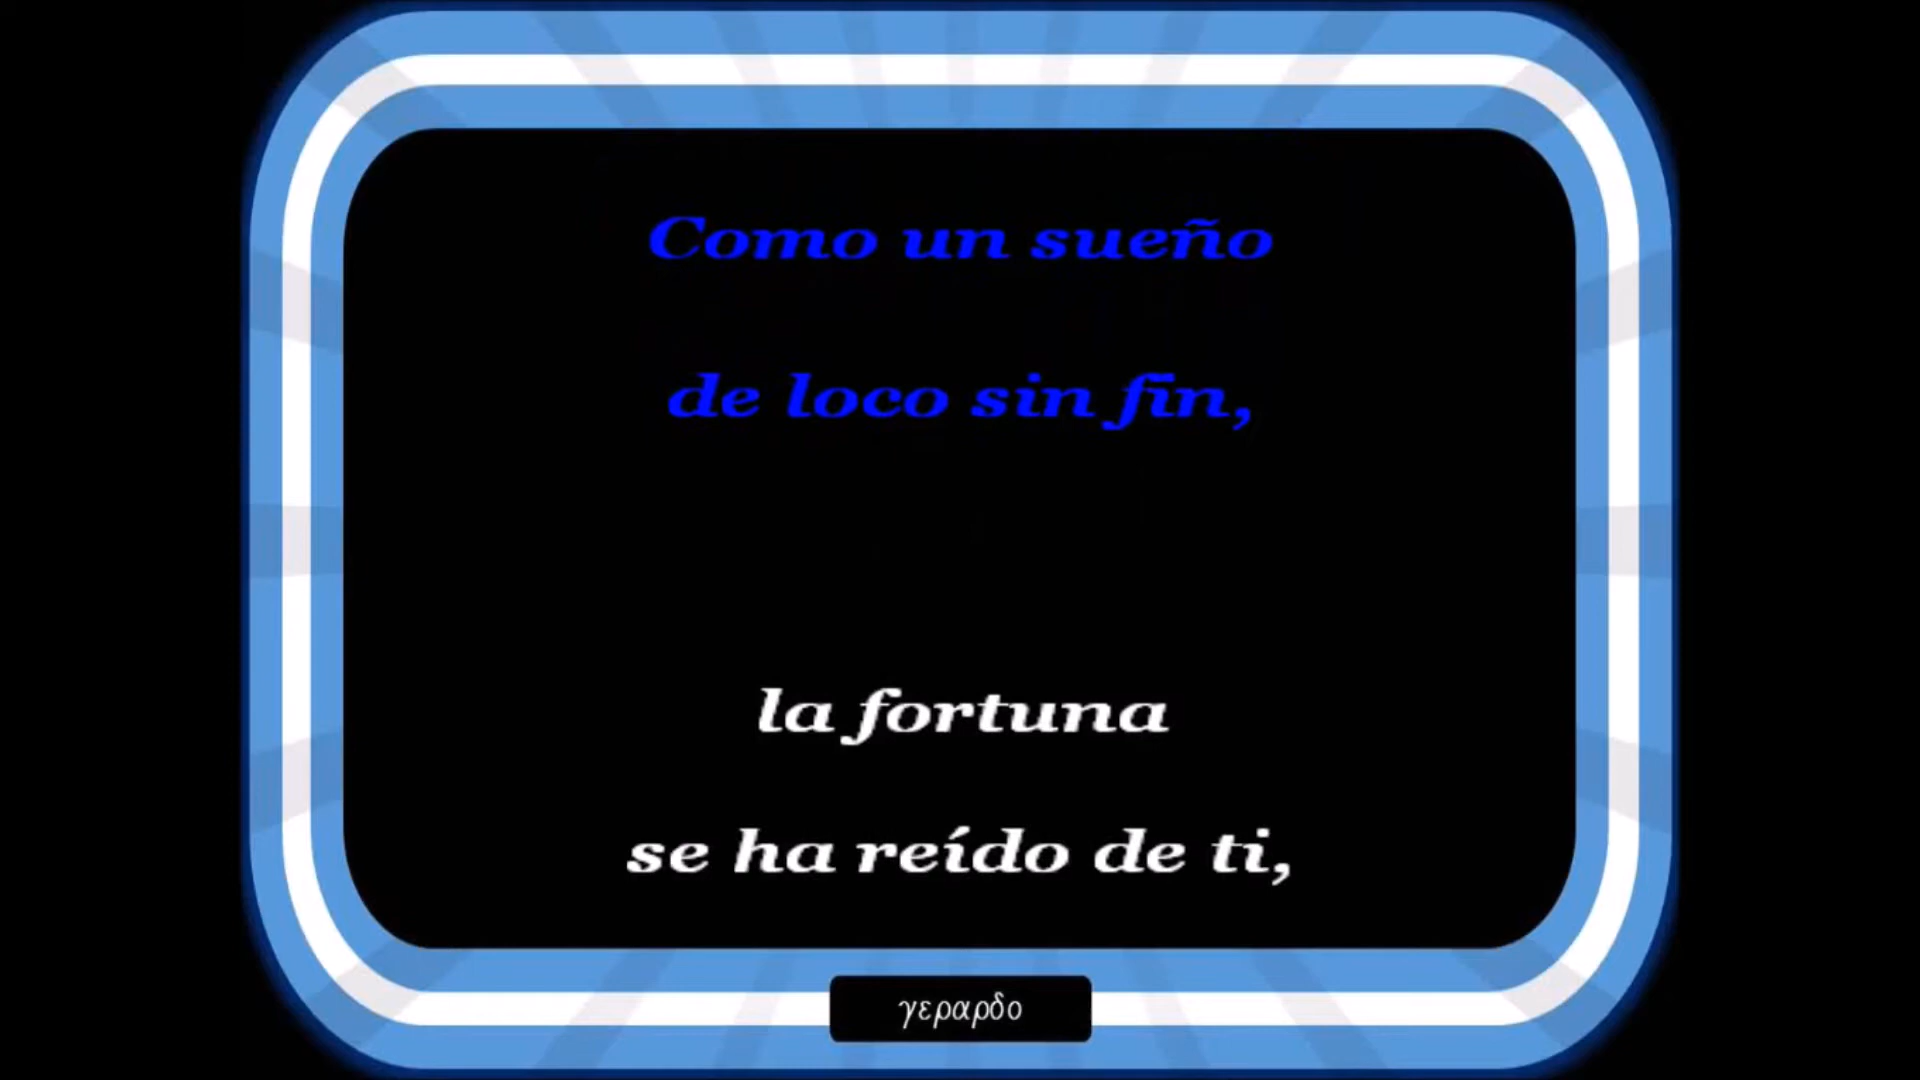 Como un sueño
de loco sin fin,
la fortuna
se ha reído de ti,
γεραρδο